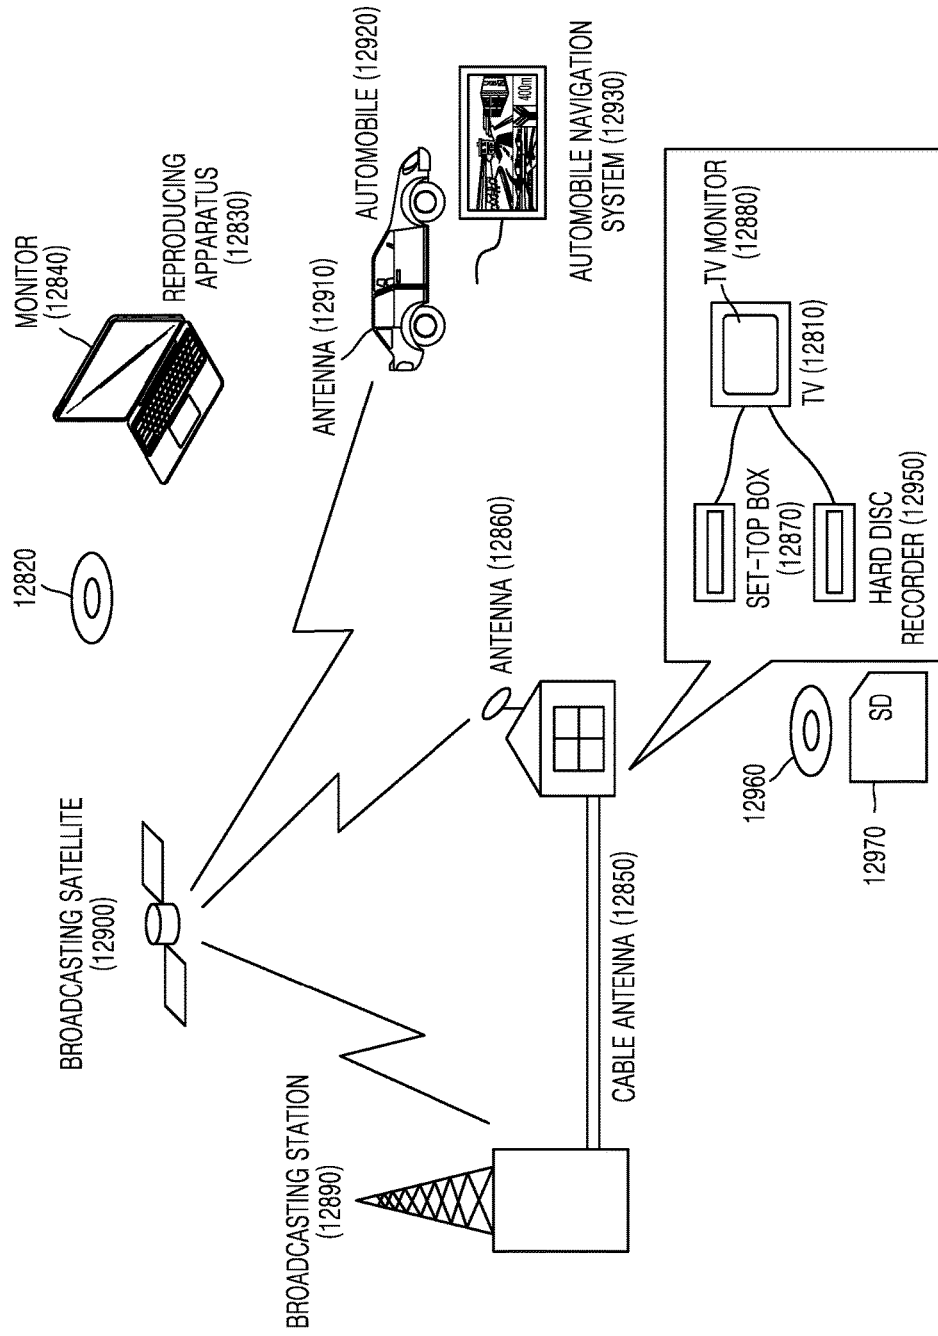 BROADCASTING SATELLITE
(12900)
12820
MONITOR
(12840)
REPRODUCING
APPARATUS
(12830)
BROADCASTING STATION
(12890)
ANTENNA (12860)
ANTENNA (12910)
AUTOMOBILE (12920)
400m
AUTOMOBILE NAVIGATION
SYSTEM (12930)
CABLE ANTENNA (12850)
TV MONITOR
(12880)
TV (12810)
SET-TOP BOX
(12870)
HARD DISC
RECORDER (12950)
12960
SD
12970